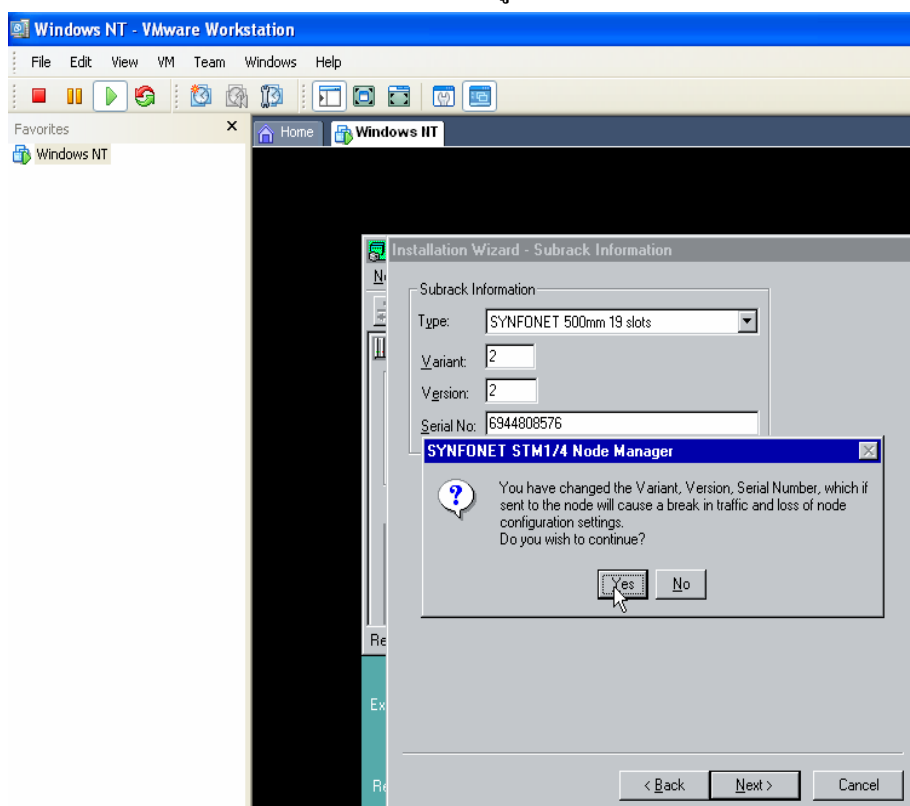 Windows NT - VMware Workstation
File Edit View VM Team Windows Help
Favorites
Home Windows NT
Windows NT
Installation Wizard - Subrack Information
Subrack Information
Type: SYNFONET 500mm 19 slots
Variant: 2
Version: 2
Serial No: 6944808576
SYNFONET STM1/4 Node Manager
You have changed the Variant, Version, Serial Number, which if
sent to the node will cause a break in traffic and loss of node
configuration settings.
Do you wish to continue?
Yes No
Re
Ex
Re
< Back Next > Cancel